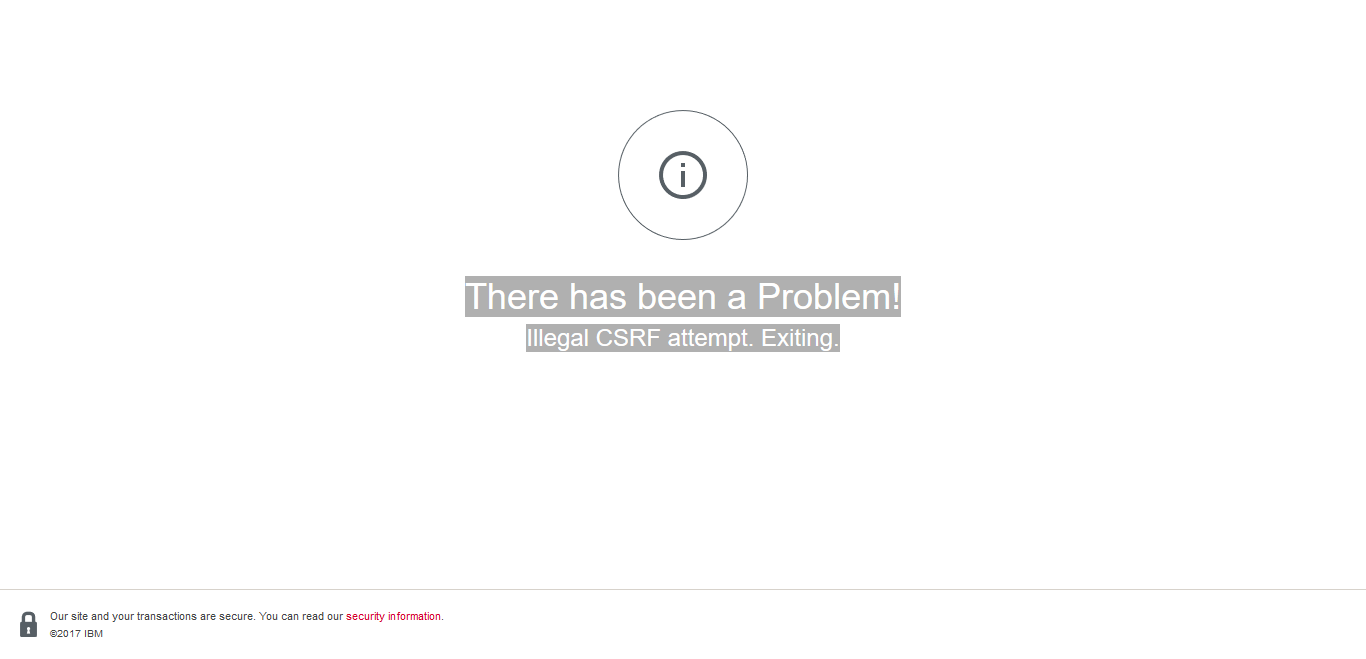 There has been a Problem!
Illegal CSRF attempt. Exiting.
Our site and your transactions are secure. You can read our security information.
©2017 IBM